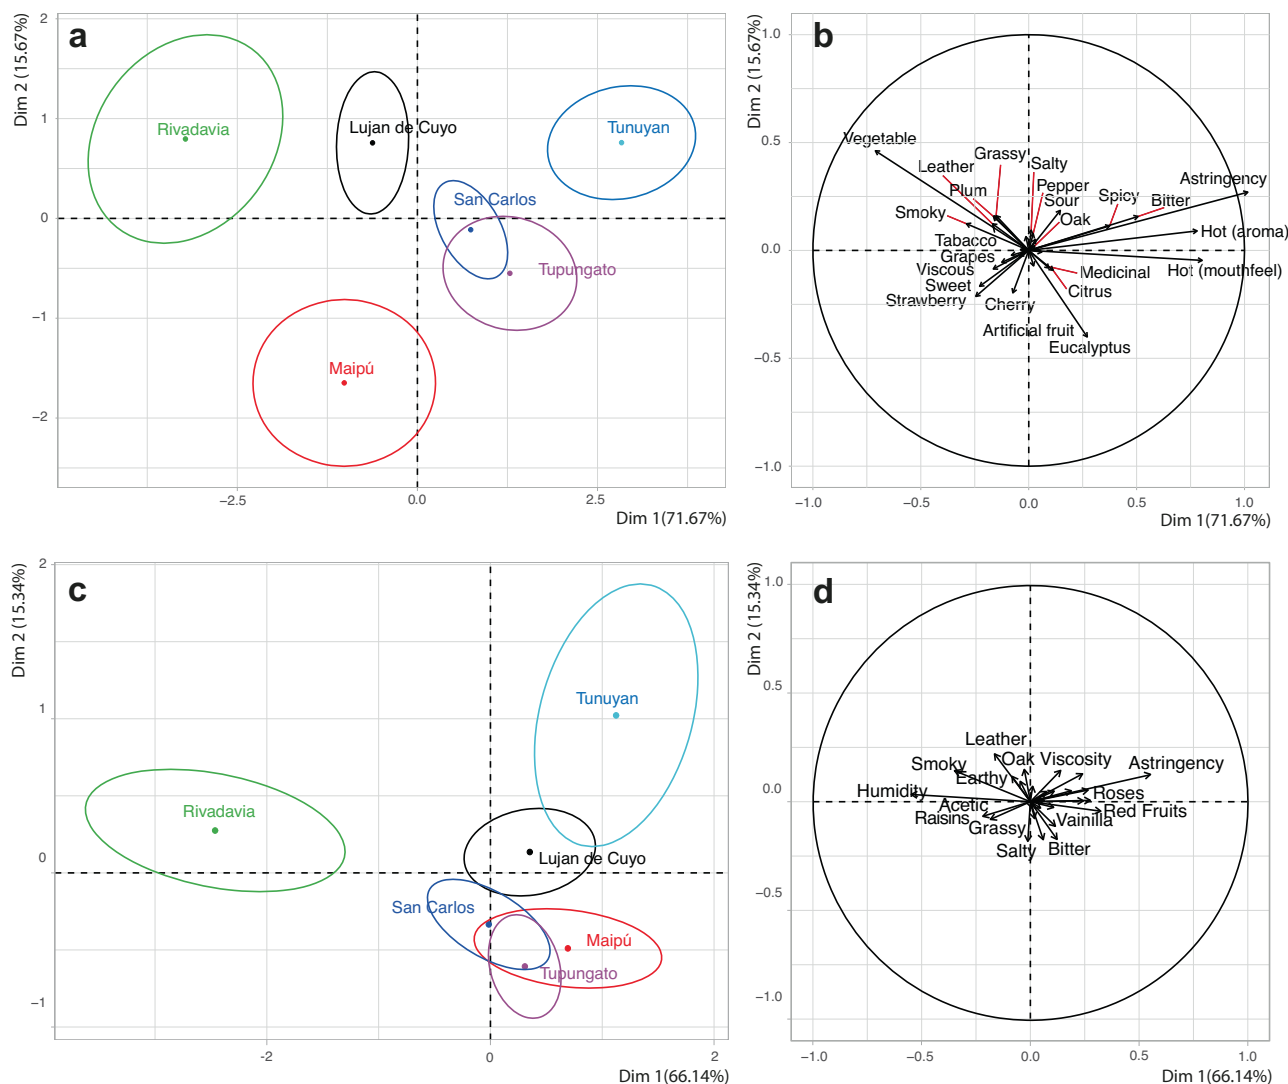 a
Dim 2 (15.67%)
2
1
0
−1
−2
Rivadavia
Lujan de Cuyo
Tunuyan
San Carlos
Tupungato
Maipú
−2.5
0.0
2.5
Dim 1(71.67%)
b
Dim 2 (15.67%)
1.0
0.5
0.0
−0.5
−1.0
Vegetable
Leather
Grassy
Salty
Plum
Pepper
Sour
Spicy
Bitter
Astringency
Smoky
Oak
Hot (aroma)
Tabacco
Grapes
Viscous
Sweet
Strawberry
Cherry
Medicinal
Hot (mouthfeel)
Citrus
Artificial fruit
Eucalyptus
−1.0
−0.5
0.0
0.5
1.0
Dim 1(71.67%)
c
Dim 2 (15.34%)
2
1
0
−1
Tunuyan
Rivadavia
Lujan de Cuyo
San Carlos
Maipú
Tupungato
-2
0
2
Dim 1(66.14%)
d
Dim 2 (15.34%)
1.0
0.5
0.0
−0.5
−1.0
Leather
Smoky
Oak
Viscosity
Earthy
Astringency
Humidity
Roses
Acetic
Raisins
Red Fruits
Grassy
Vainilla
Salty
Bitter
−1.0
−0.5
0.0
0.5
1.0
Dim 1(66.14%)